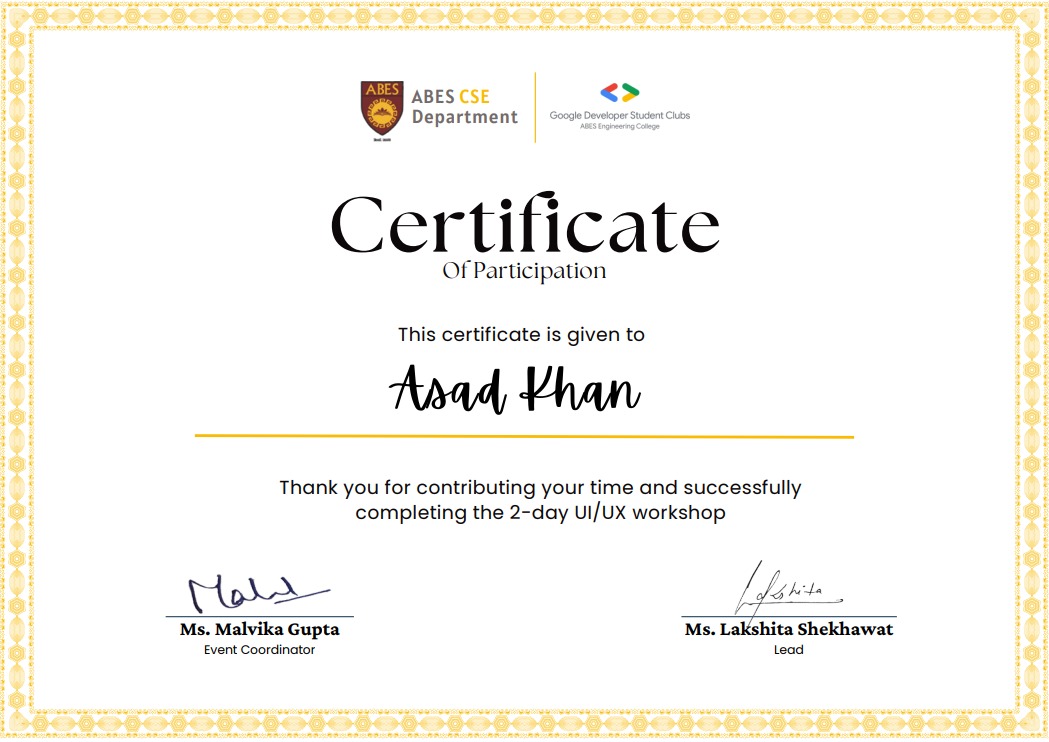 ABES
ABES CSE
Department
Google Developer Student Clubs
ABES Engineering College
Certificate
Of Participation
This certificate is given to
Asad Khan
Thank you for contributing your time and successfully
completing the 2-day UI/UX workshop
Lakshita
Ms. Malvika Gupta
Ms. Lakshita Shekhawat
Event Coordinator
Lead